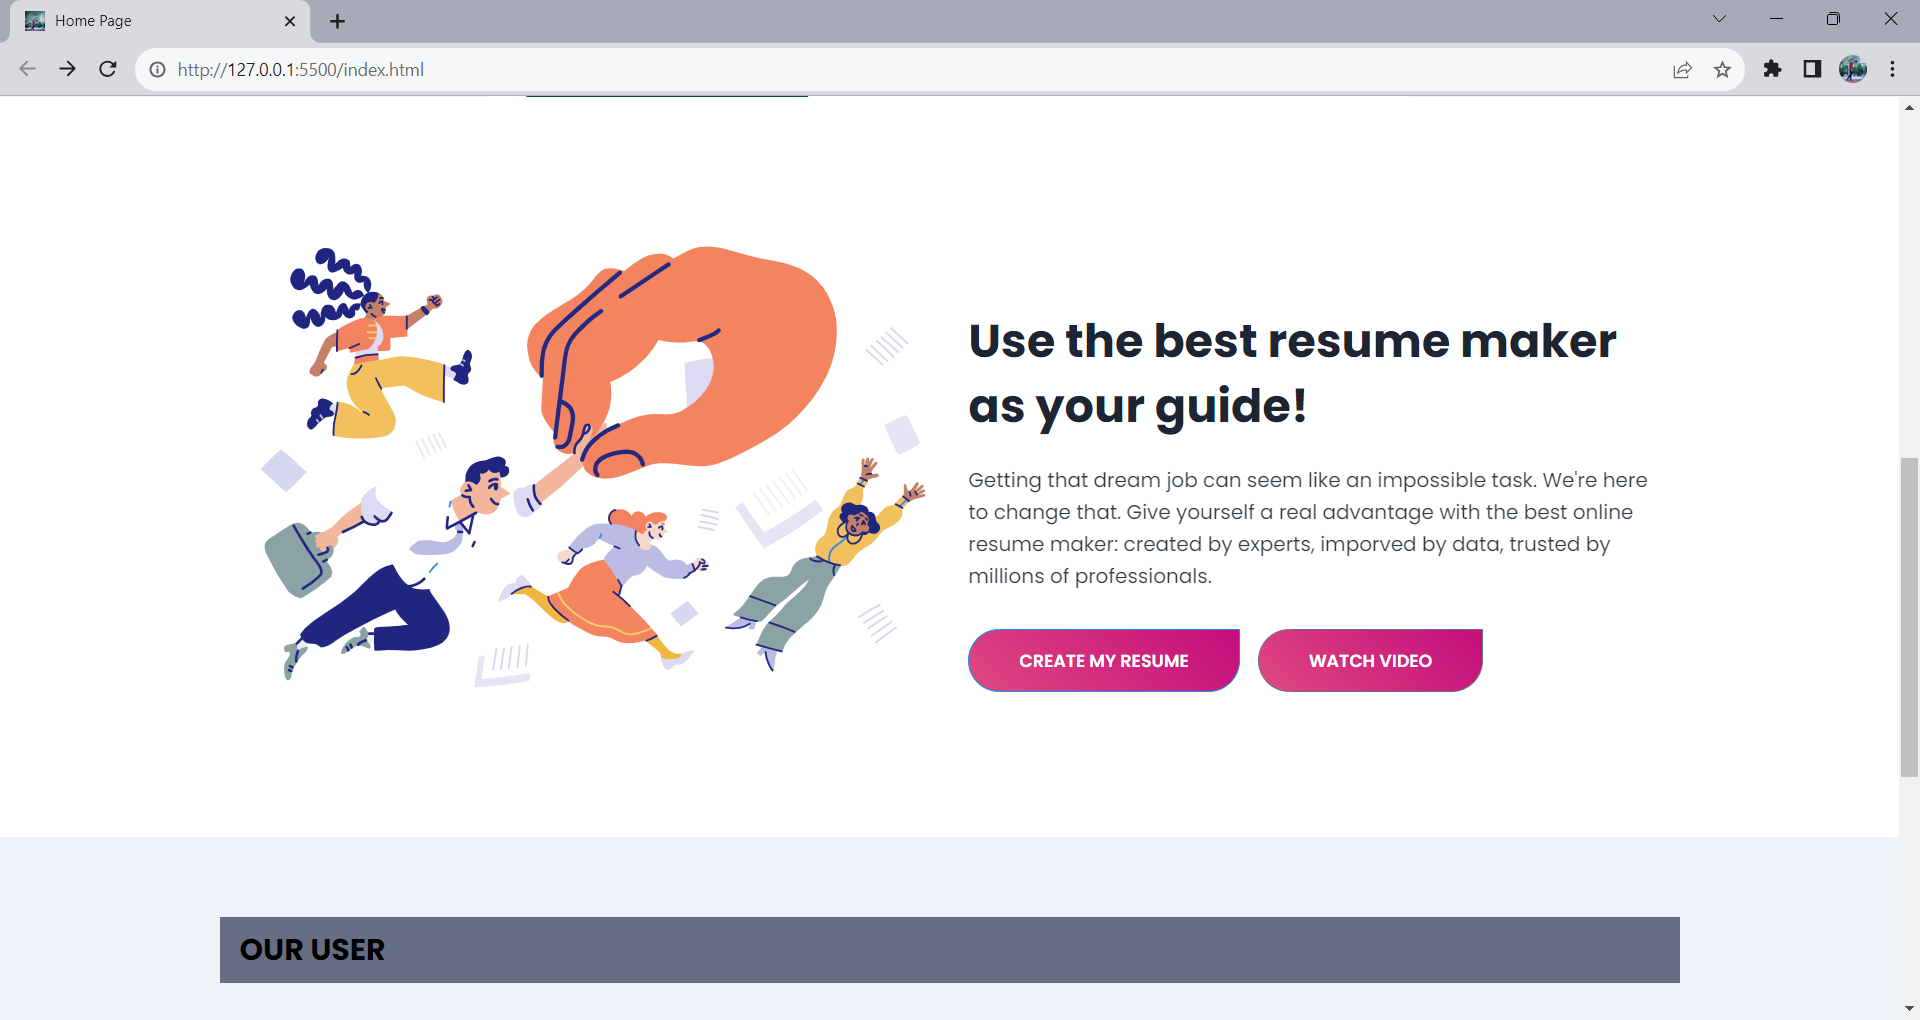 Home Page
http://127.0.0.1:5500/index.html
Use the best resume maker
as your guide!
Getting that dream job can seem like an impossible task. We're here
to change that. Give yourself a real advantage with the best online
resume maker: created by experts, imporved by data, trusted by
millions of professionals.
CREATE MY RESUME
WATCH VIDEO
OUR USER